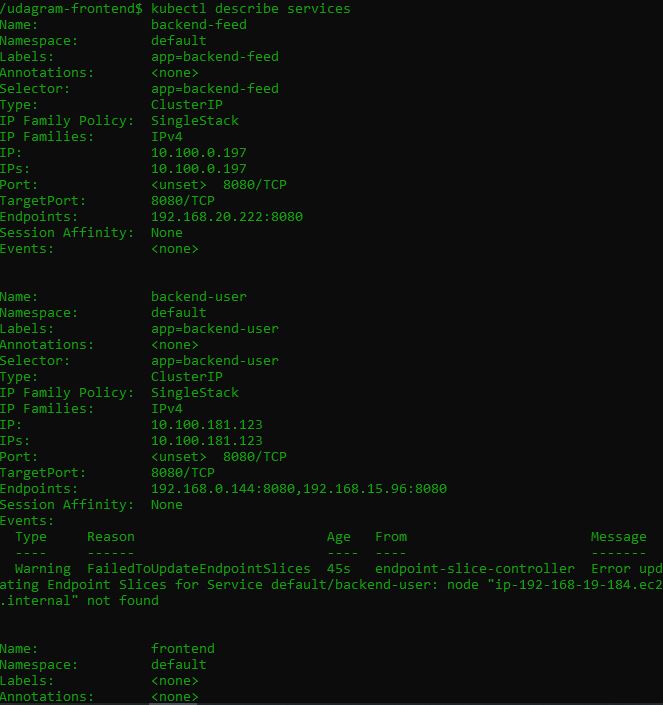 /udagram-frontend$ kubectl describe services
Name:              backend-feed
Namespace:         default
Labels:            app=backend-feed
Annotations:       <none>
Selector:          app=backend-feed
Type:              ClusterIP
IP Family Policy:  SingleStack
IP Families:       IPv4
IP:                10.100.0.197
IPs:               10.100.0.197
Port:              <unset>  8080/TCP
TargetPort:        8080/TCP
Endpoints:         192.168.20.222:8080
Session Affinity:  None
Events:            <none>
Name:              backend-user
Namespace:         default
Labels:            app=backend-user
Annotations:       <none>
Selector:          app=backend-user
Type:              ClusterIP
IP Family Policy:  SingleStack
IP Families:       IPv4
IP:                10.100.181.123
IPs:               10.100.181.123
Port:              <unset>  8080/TCP
TargetPort:        8080/TCP
Endpoints:         192.168.0.144:8080,192.168.15.96:8080
Session Affinity:  None
Events:
  Type     Reason                        Age   From                       Message
  ----     ------                        ----  ----                       -------
  Warning  FailedToUpdateEndpointSlices  45s   endpoint-slice-controller  Error upd
ating Endpoint Slices for Service default/backend-user: node "ip-192-168-19-184.ec2
.internal" not found
Name:              frontend
Namespace:         default
Labels:            <none>
Annotations:       <none>